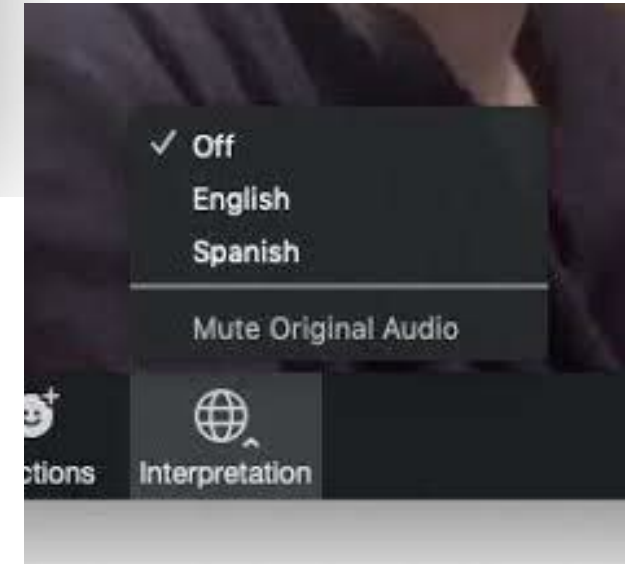 Off
English
Spanish
Mute Original Audio
ctions
Interpretation